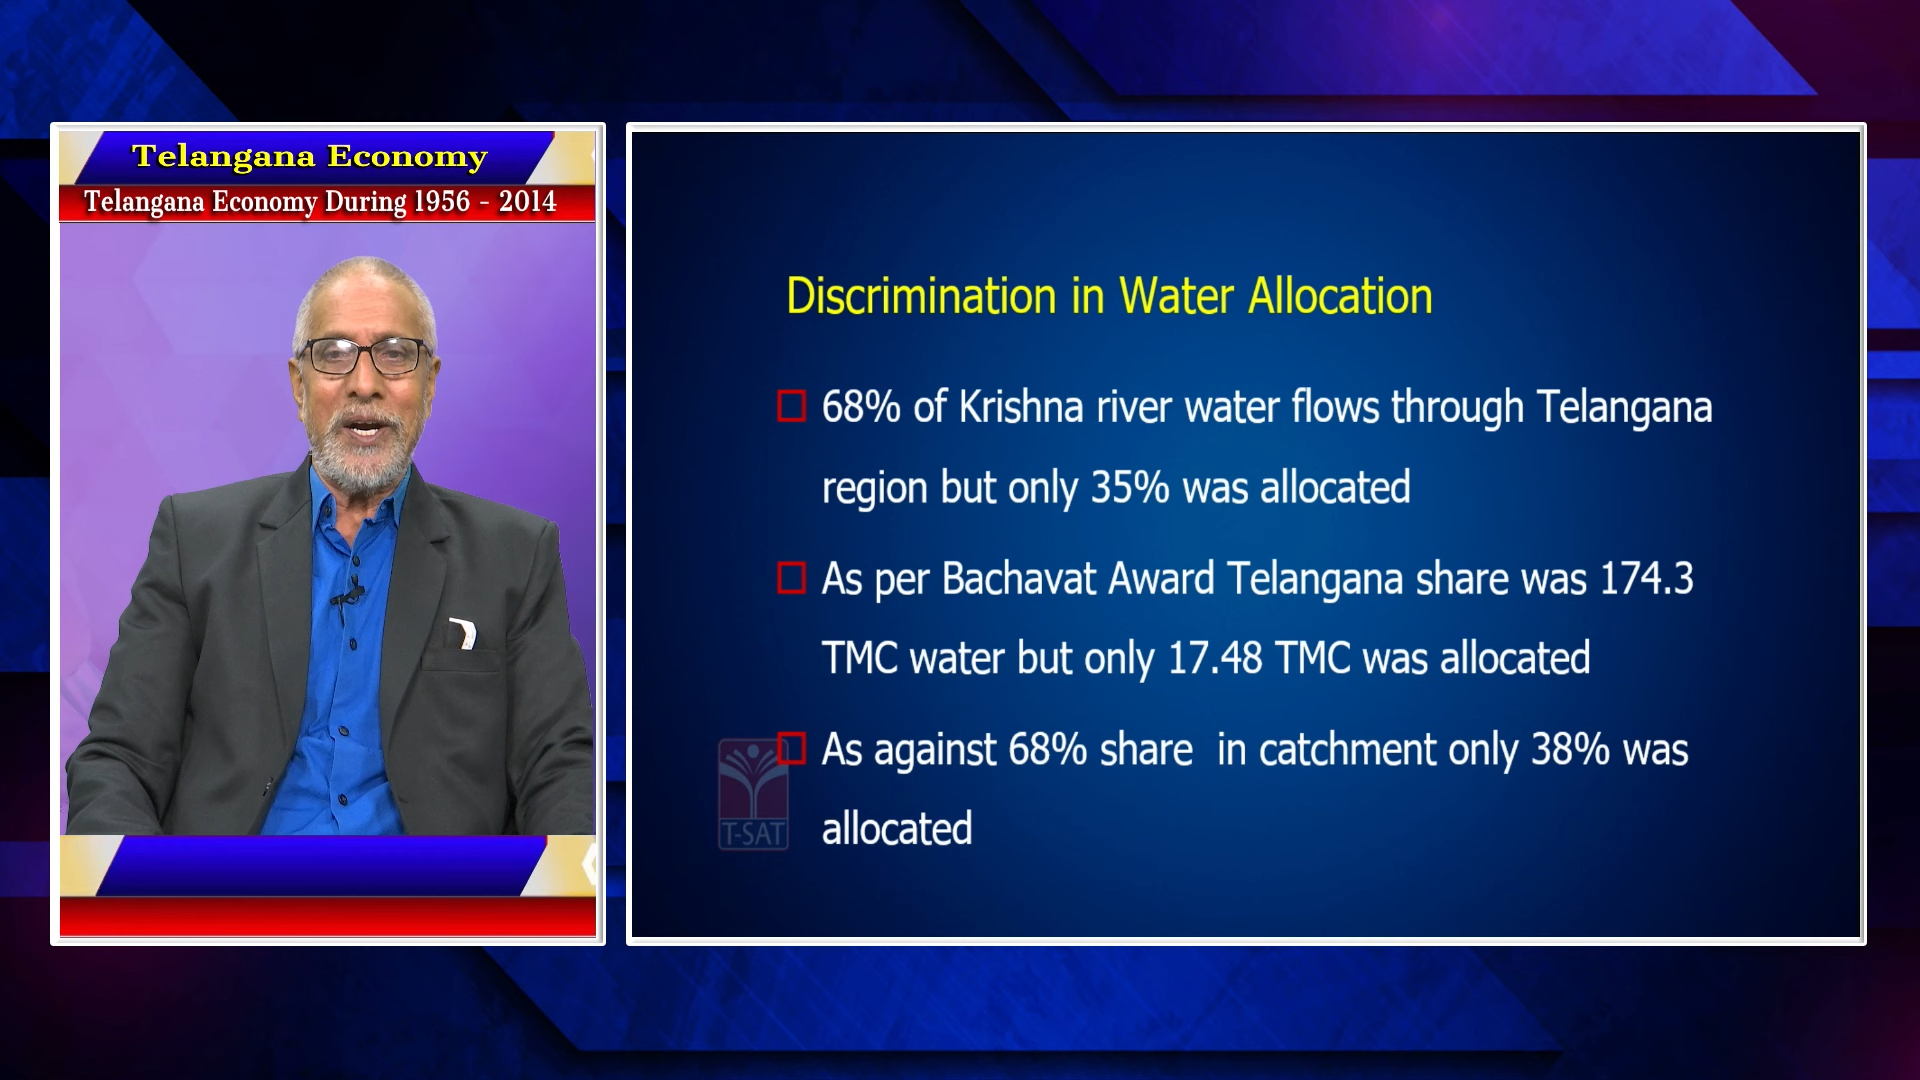 Telangana Economy
Telangana Economy During 1956 - 2014
Discrimination in Water Allocation
68% of Krishna river water flows through Telangana
region but only 35% was allocated
As per Bachavat Award Telangana share was 174.3
TMC water but only 17.48 TMC was allocated
As against 68% share  in catchment only 38% was
allocated
T-SAT